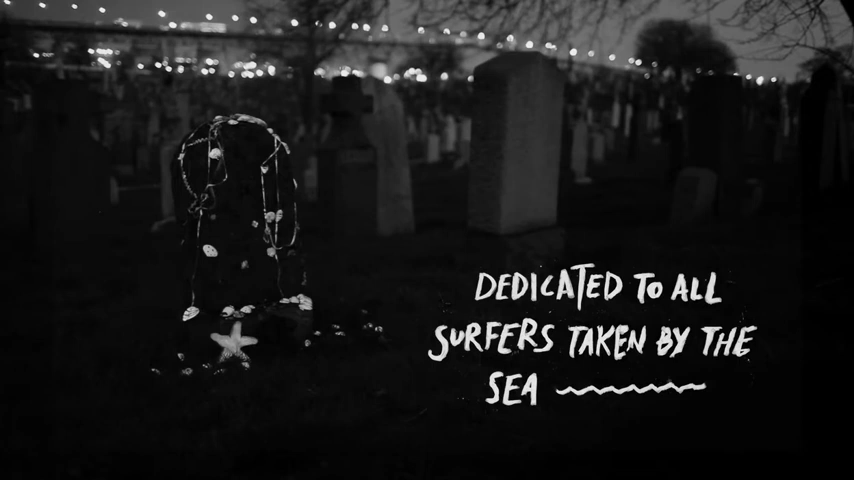 DEDICATED TO ALL
SURFERS TAKEN BY THE
SEA